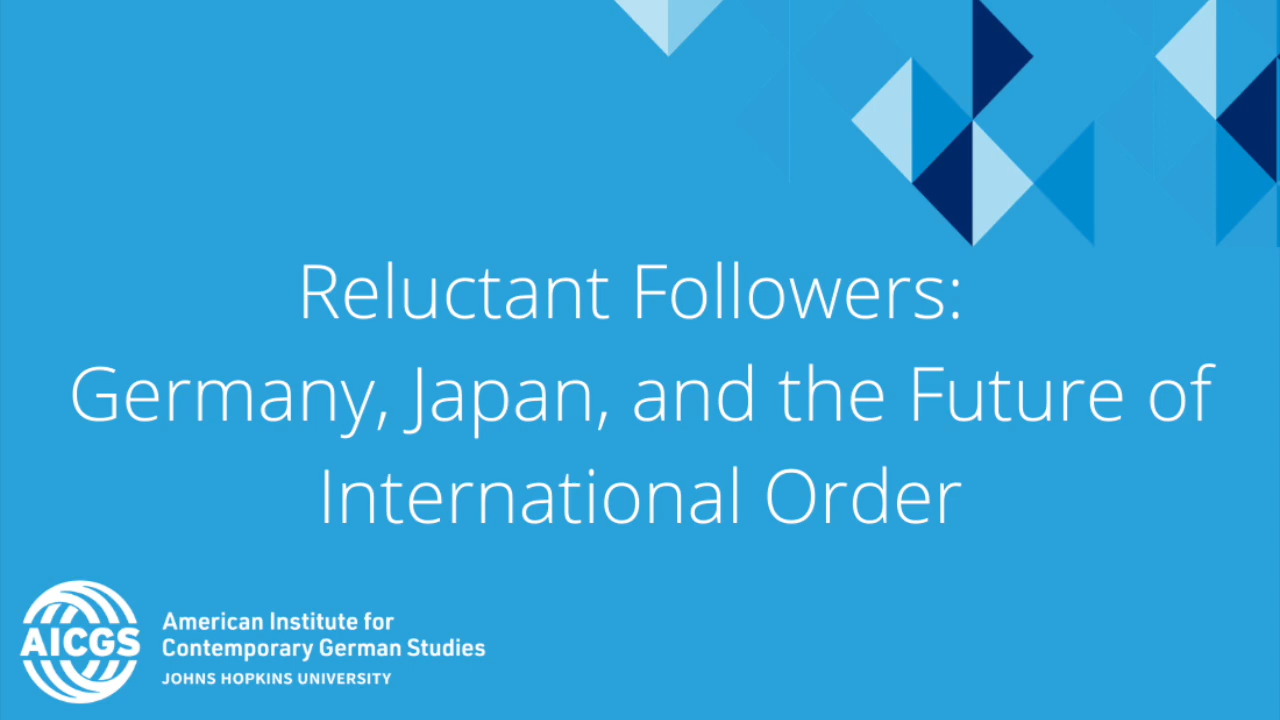 Reluctant Followers:
Germany, Japan, and the Future of
International Order
AICGS
American Institute for
Contemporary German Studies
JOHNS HOPKINS UNIVERSITY